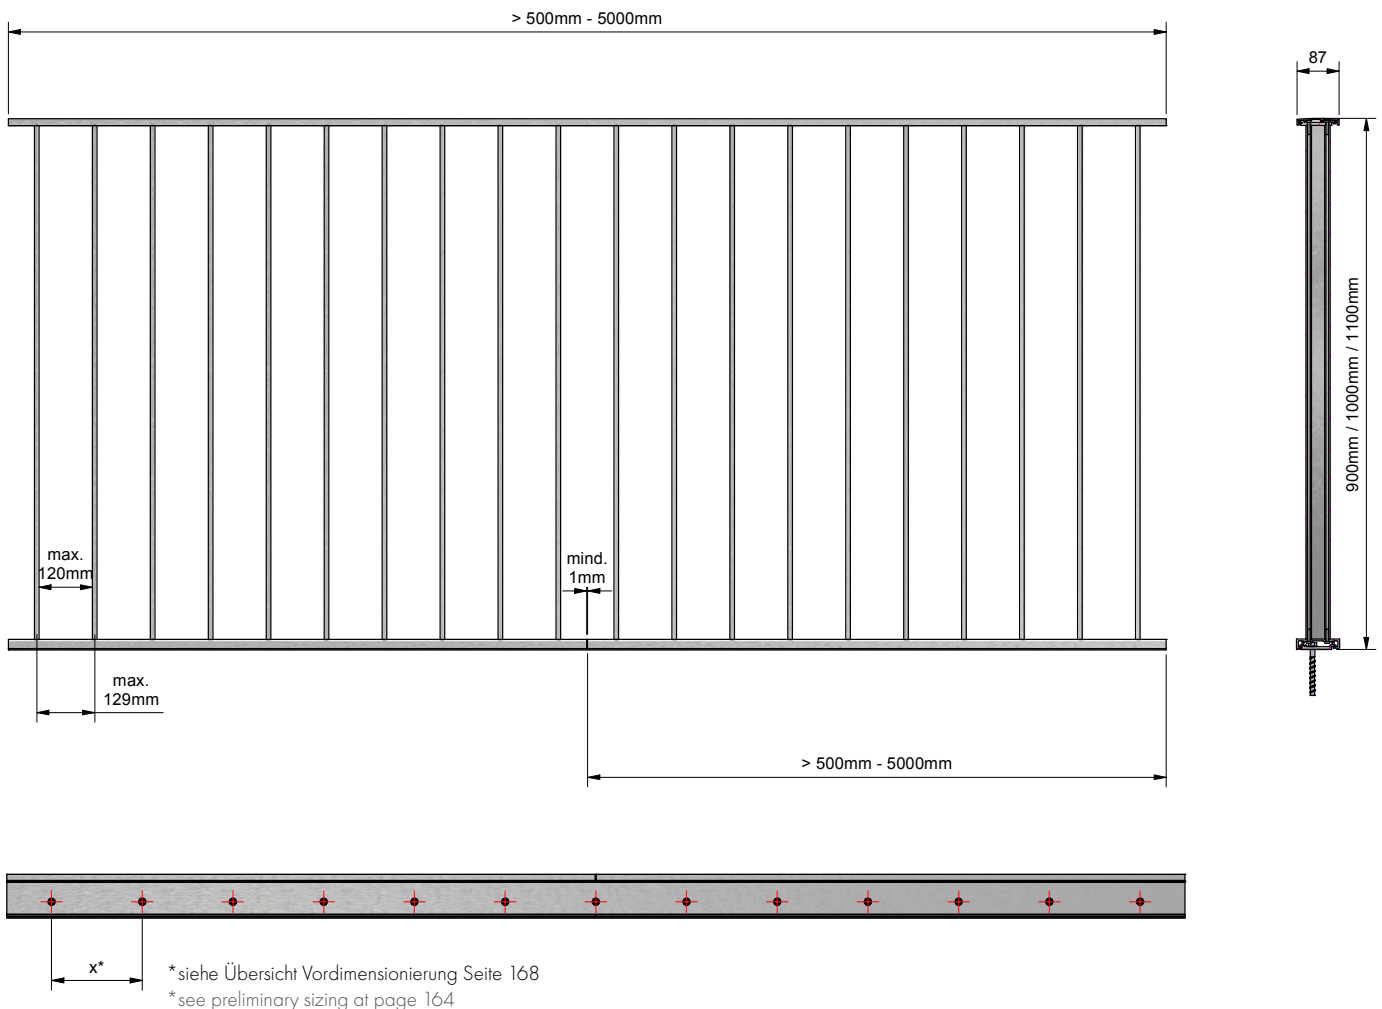 > 500mm - 5000mm
87
900mm / 1000mm / 1100mm
max.
120mm
mind.
1mm
max.
129mm
> 500mm - 5000mm
x*
*siehe Übersicht Vordimensionierung Seite 168
*see preliminary sizing at page 164